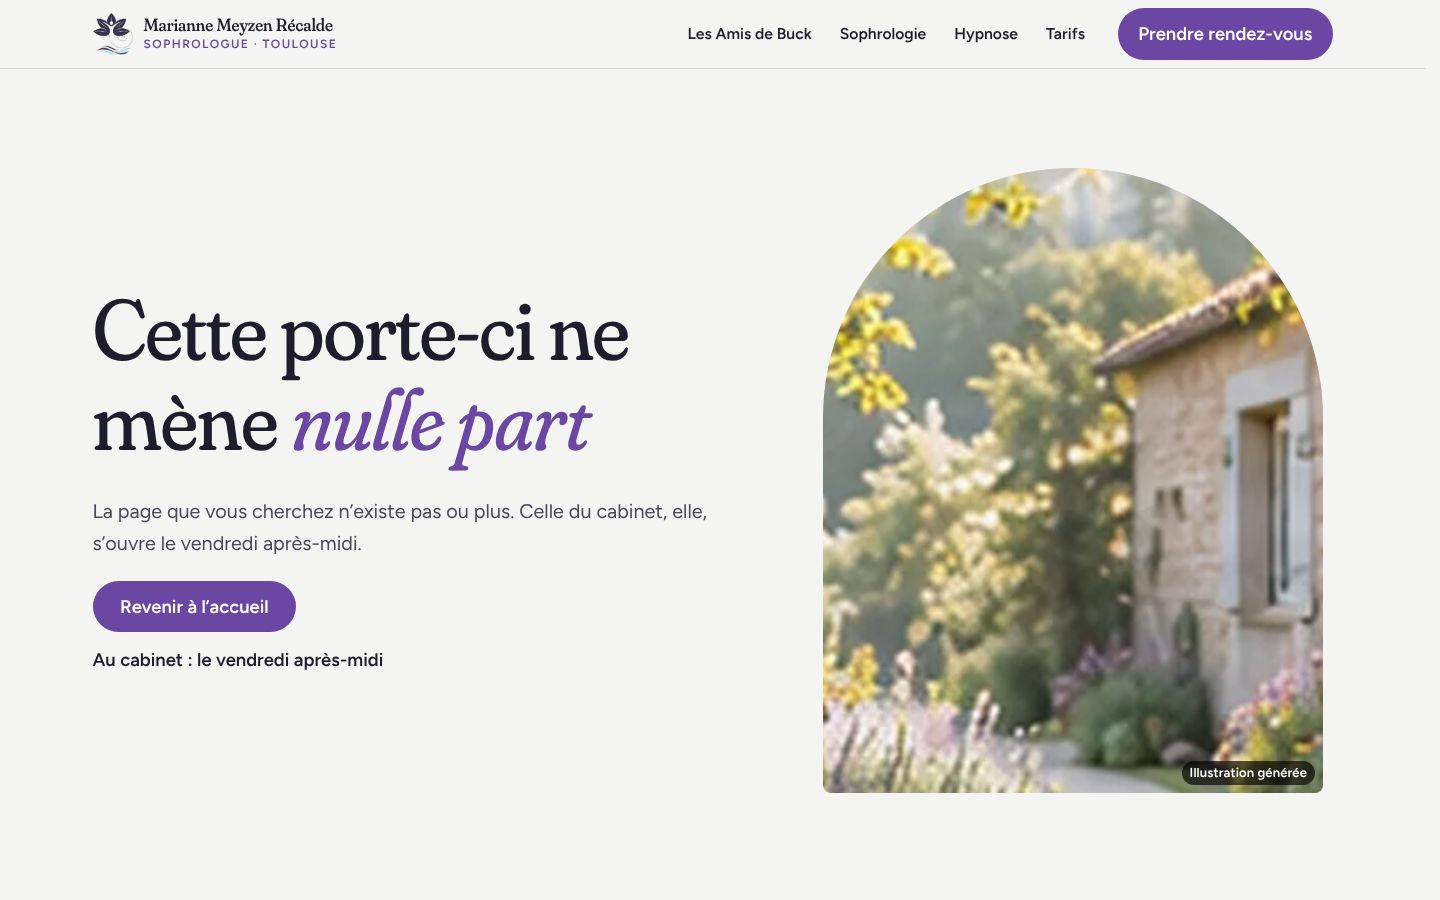 Marianne Meyzen Récalde
SOPHROLOGUE · TOULOUSE
Les Amis de Buck
Sophrologie
Hypnose
Tarifs
Prendre rendez-vous
Cette porte-ci ne
mène nulle part
La page que vous cherchez n’existe pas ou plus. Celle du cabinet, elle,
s’ouvre le vendredi après-midi.
Revenir à l’accueil
Au cabinet : le vendredi après-midi
Illustration générée